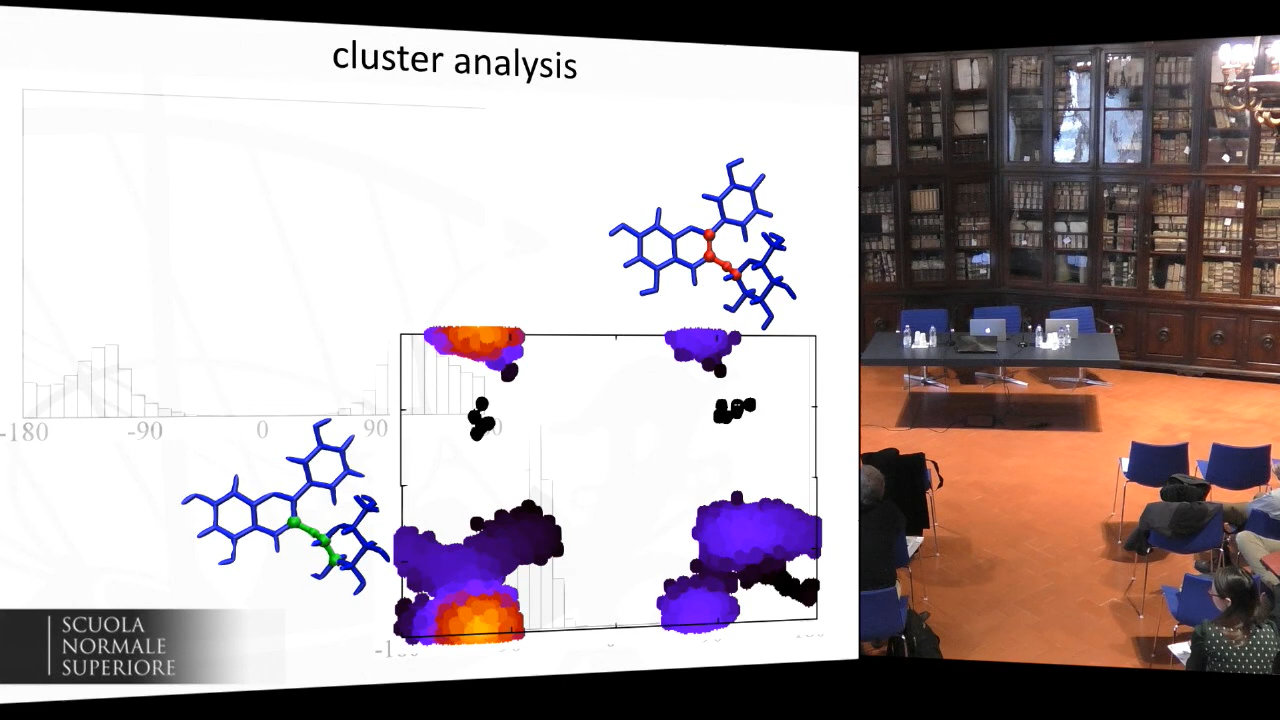 cluster analysis
-180 -90 0 90
SCUOLA
NORMALE
SUPERIORE